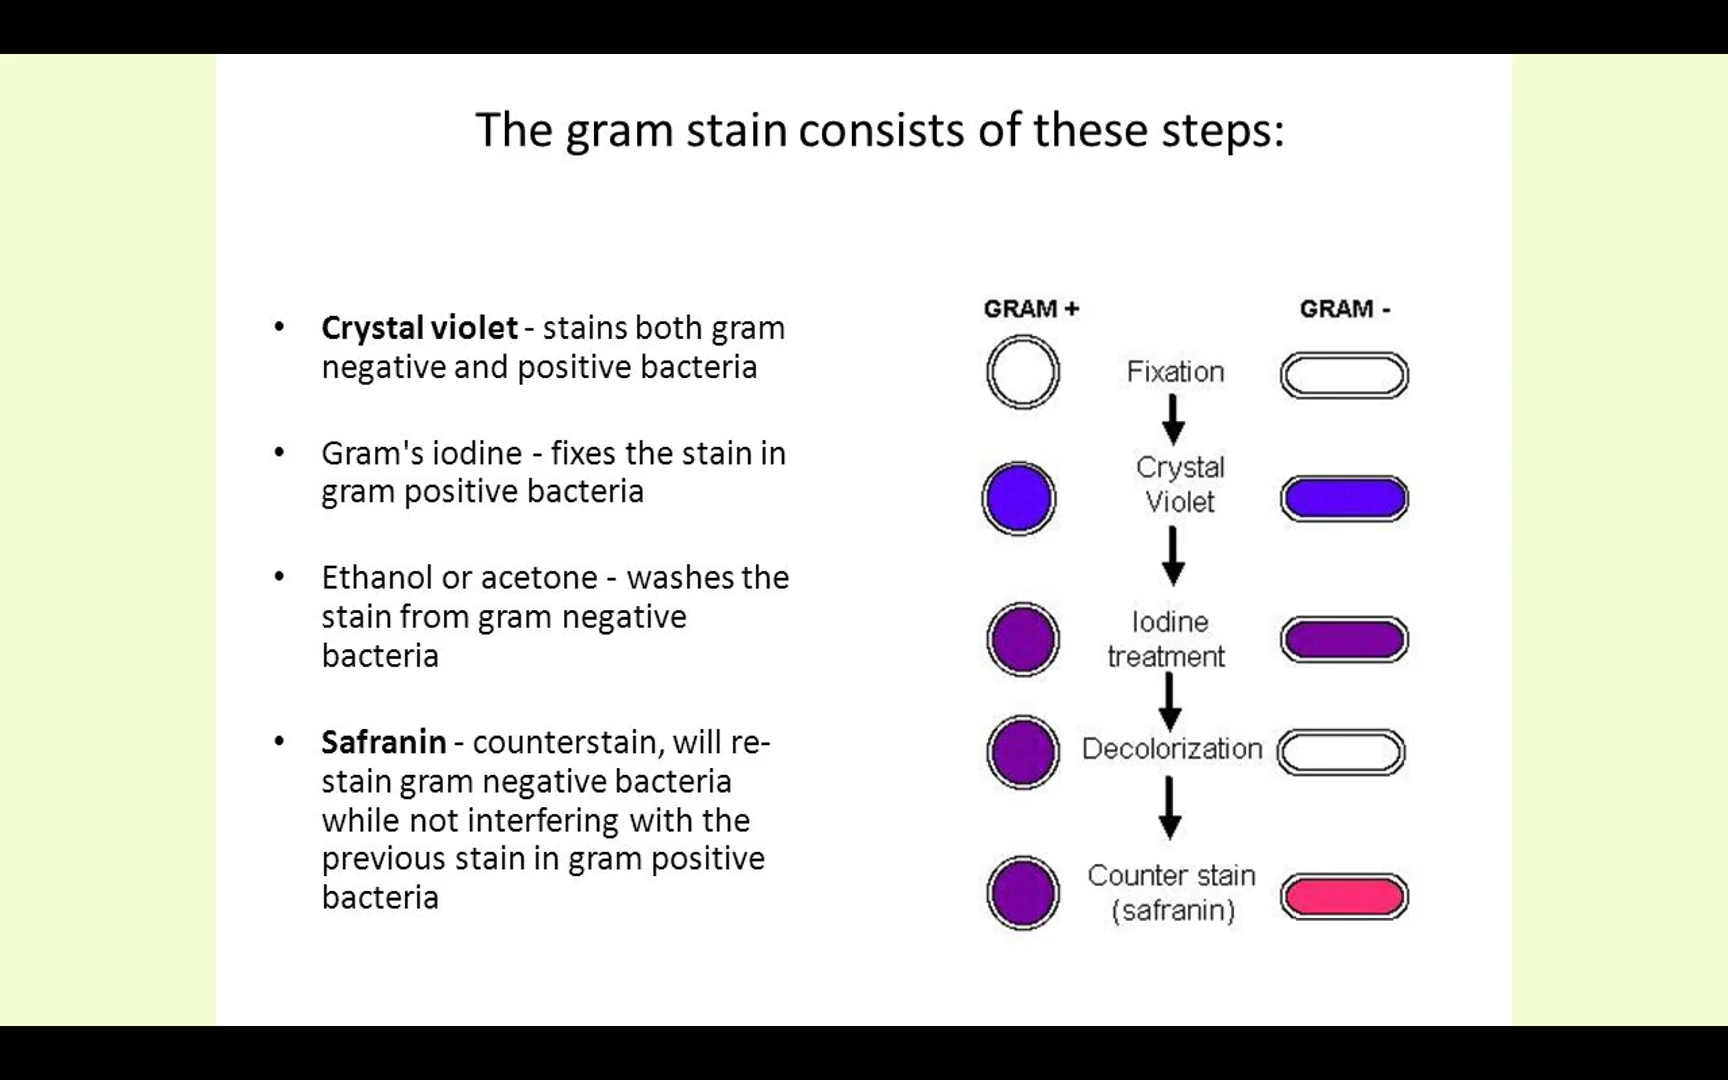 The gram stain consists of these steps:
• Crystal violet - stains both gram
negative and positive bacteria
• Gram's iodine - fixes the stain in
gram positive bacteria
• Ethanol or acetone - washes the
stain from gram negative
bacteria
• Safranin - counterstain, will re-
stain gram negative bacteria
while not interfering with the
previous stain in gram positive
bacteria
GRAM + GRAM -
Fixation
Crystal
Violet
Iodine
treatment
Decolorization
Counter stain
(safranin)